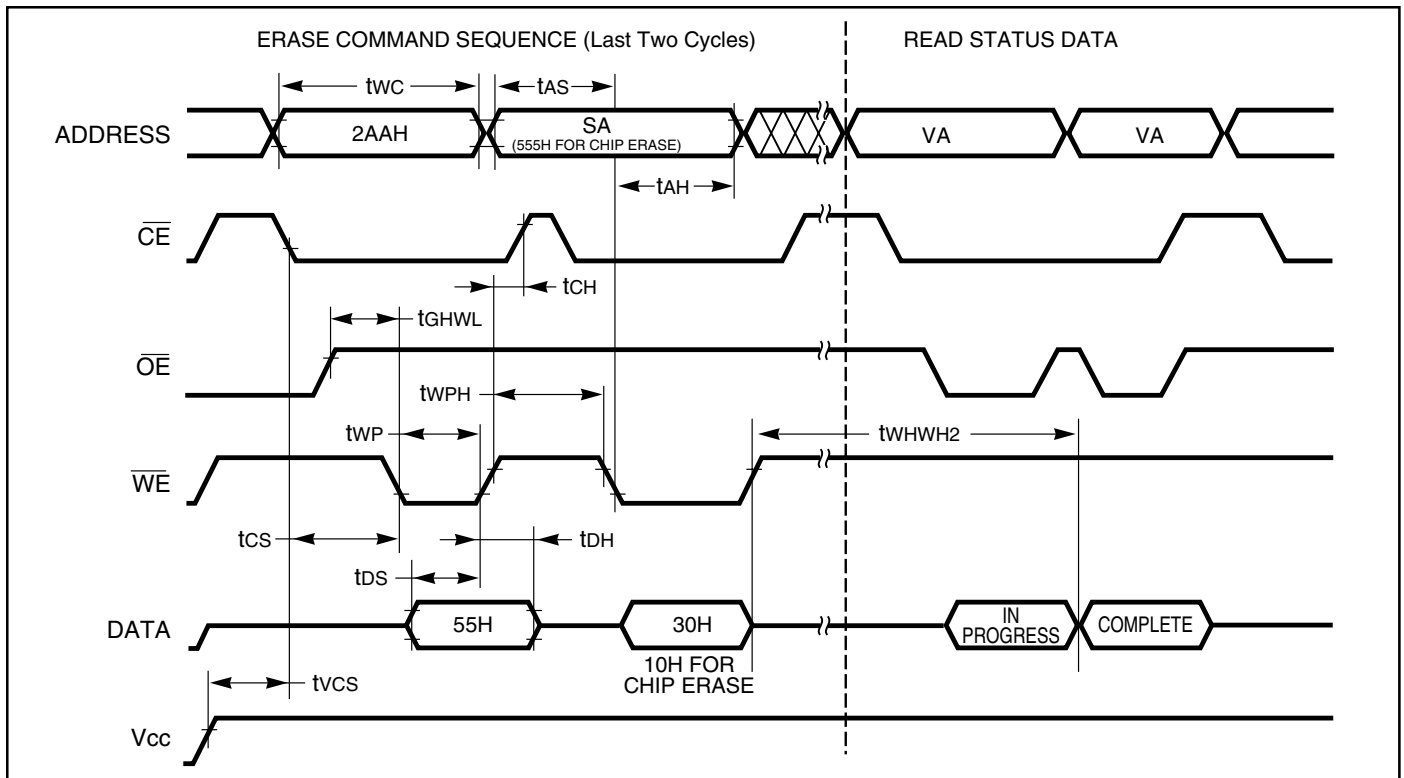 ERASE COMMAND SEQUENCE (Last Two Cycles)
READ STATUS DATA
tWC
tAS
ADDRESS
2AAH
SA
(555H FOR CHIP ERASE)
VA
VA
tAH
CE
tCH
tGHWL
OE
tWPH
tWP
tWHWH2
WE
tCS
tDH
tDS
DATA
55H
30H
IN
PROGRESS
COMPLETE
10H FOR
CHIP ERASE
tVCS
Vcc